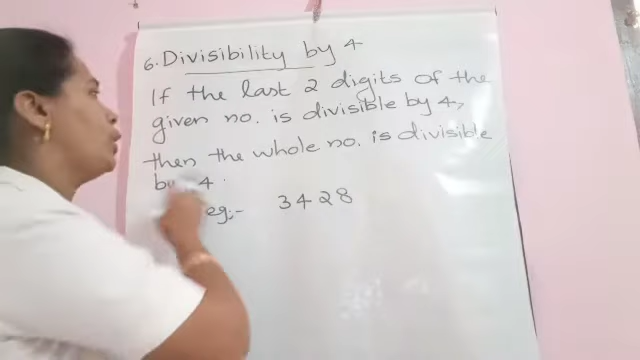 6. Divisibility by 4
If the last 2 digits of the
given no. is divisible by 4,
then the whole no. is divisible
by 4.
eg:- 3428